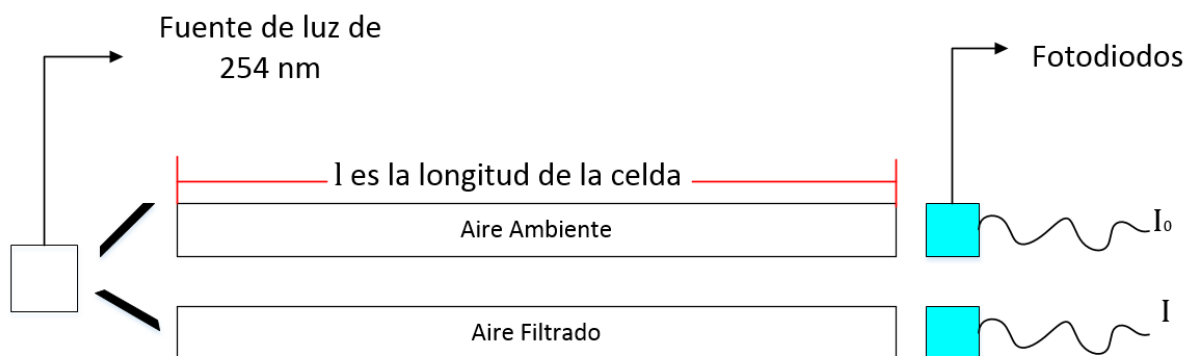 Fuente de luz de
254 nm
Fotodiodos
l es la longitud de la celda
Aire Ambiente
I₀
Aire Filtrado
I